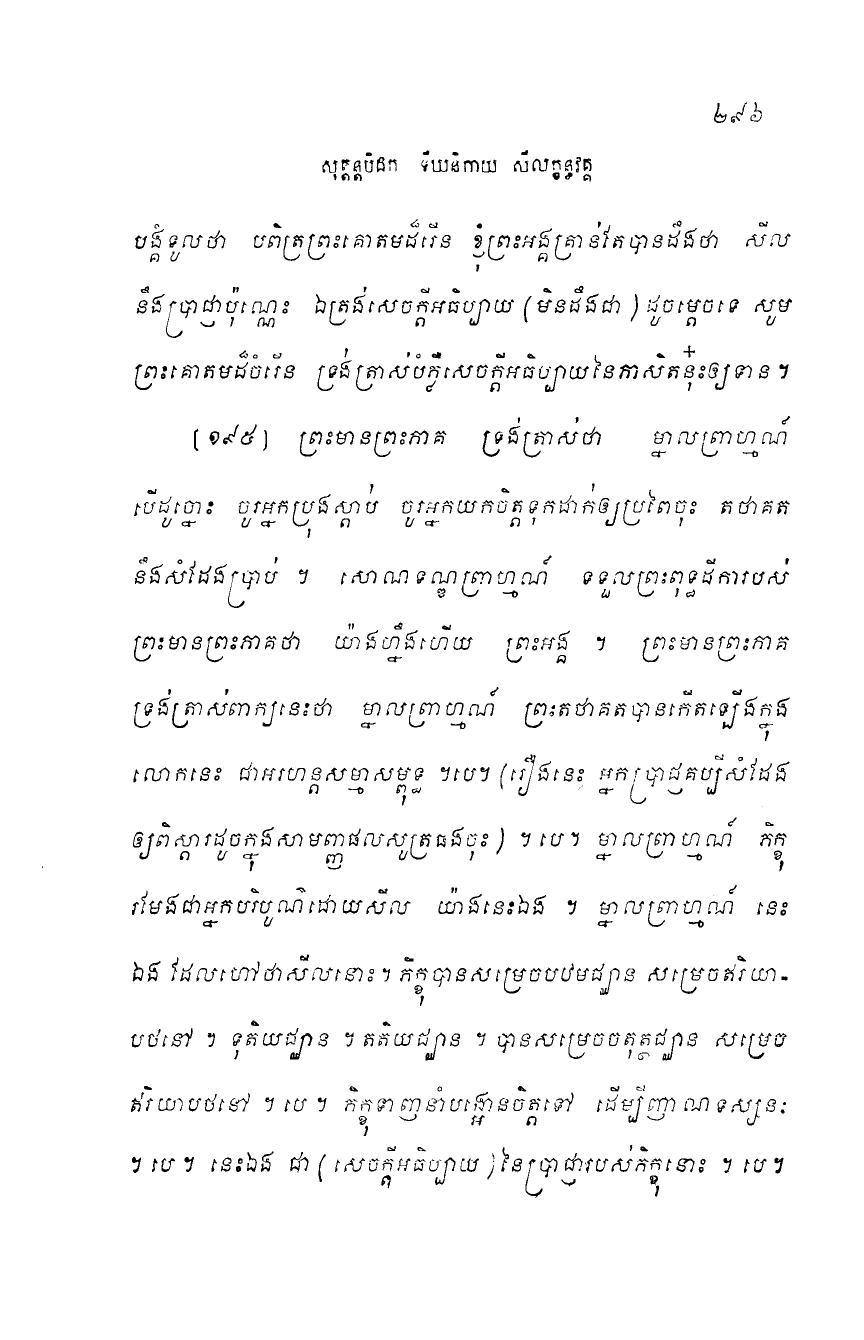 ២៩៦
សុត្តន្តបិដក ទីឃនិកាយ សីលក្ខន្ធវគ្គ
បង្គំទូលថា បពិត្រព្រះគោតមដ៏រើន ខ្ញុំព្រះអង្គគ្រាន់តែបានដឹងថា សីល
នឹងប្រាជ្ញាប៉ុណ្ណេះ ឯត្រង់សេចក្តីអធិប្បាយ (មិនដឹងជា) ដូចម្តេចទេ សូម
ព្រះគោតមដ៏ចំរើន ទ្រង់ត្រាស់បំភ្លឺសេចក្តីអធិប្បាយនៃភាសិតនុ៎ះឲ្យទាន ។
(១៩៥) ព្រះមានព្រះភាគ ទ្រង់ត្រាស់ថា ម្នាលព្រាហ្មណ៍
បើដូច្នោះ ចូរអ្នកប្រុងស្តាប់ ចូរអ្នកយកចិត្តទុកដាក់ឲ្យប្រពៃចុះ តថាគត
នឹងសំដែងប្រាប់ ។ សោណទណ្ឌព្រាហ្មណ៍ ទទួលព្រះពុទ្ធដីការបស់
ព្រះមានព្រះភាគថា យ៉ាងហ្នឹងហើយ ព្រះអង្គ ។ ព្រះមានព្រះភាគ
ទ្រង់ត្រាស់ពាក្យនេះថា ម្នាលព្រាហ្មណ៍ ព្រះតថាគតបានកើតឡើងក្នុង
លោកនេះ ជាអរហន្តសម្មាសម្ពុទ្ធ ។បេ។ (រឿងនេះ អ្នកប្រាជ្ញគប្បីសំដែង
ឲ្យពិស្តារដូចក្នុងសាមញ្ញផលសូត្រផងចុះ) ។ បេ។ ម្នាលព្រាហ្មណ៍ ភិក្ខុ
រមែងជាអ្នកបរិបូណ៌ដោយសីល យ៉ាងនេះឯង ។ ម្នាលព្រាហ្មណ៍ នេះ
ឯង ដែលហៅថាសីលនោះ។ ភិក្ខុបានសម្រេចបឋមជ្ឈាន សម្រេចឥរិយា-
បថនៅ ។ ទុតិយជ្ឈាន ។ តតិយជ្ឈាន ។ បានសម្រេចចតុត្ថជ្ឈាន សម្រេច
ឥរិយាបថនៅ ។ បេ ។ ភិក្ខុទាញនាំបង្អោនចិត្តទៅ ដើម្បីញាណទស្សនៈ
។ បេ ។ នេះឯង ជា (សេចក្តីអធិប្បាយ) នៃប្រាជ្ញារបស់ភិក្ខុនោះ ។ បេ។